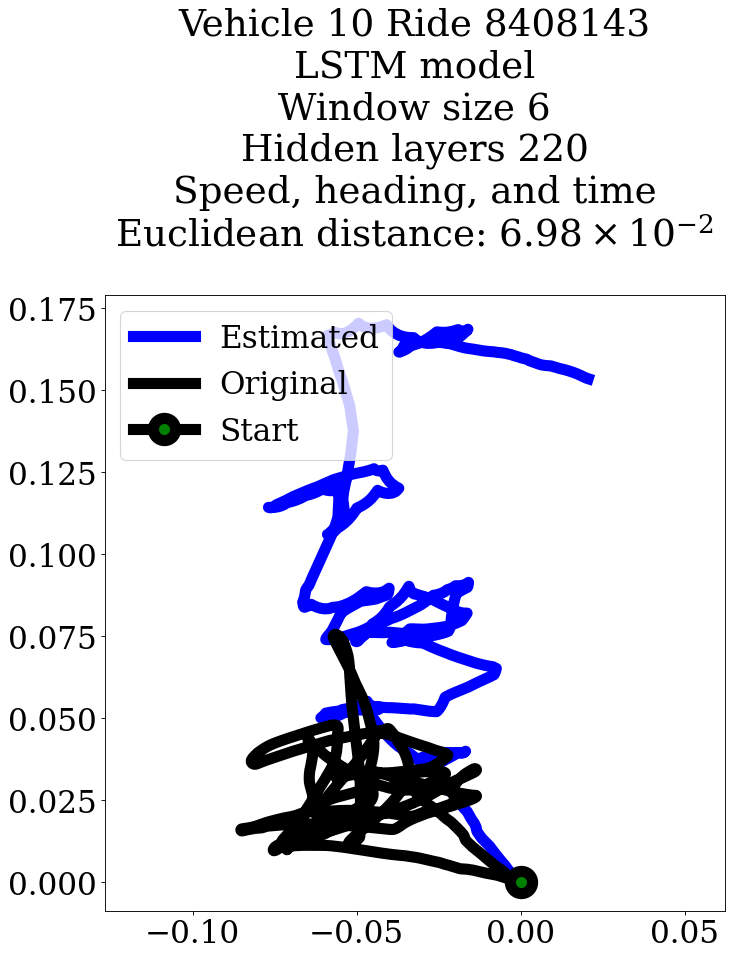 Vehicle 10 Ride 8408143
LSTM model
Window size 6
Hidden layers 220
Speed, heading, and time
Euclidean distance: 6.98 × 10⁻²
0.175
0.150
0.125
0.100
0.075
0.050
0.025
0.000
Estimated
Original
Start
−0.10
−0.05
0.00
0.05